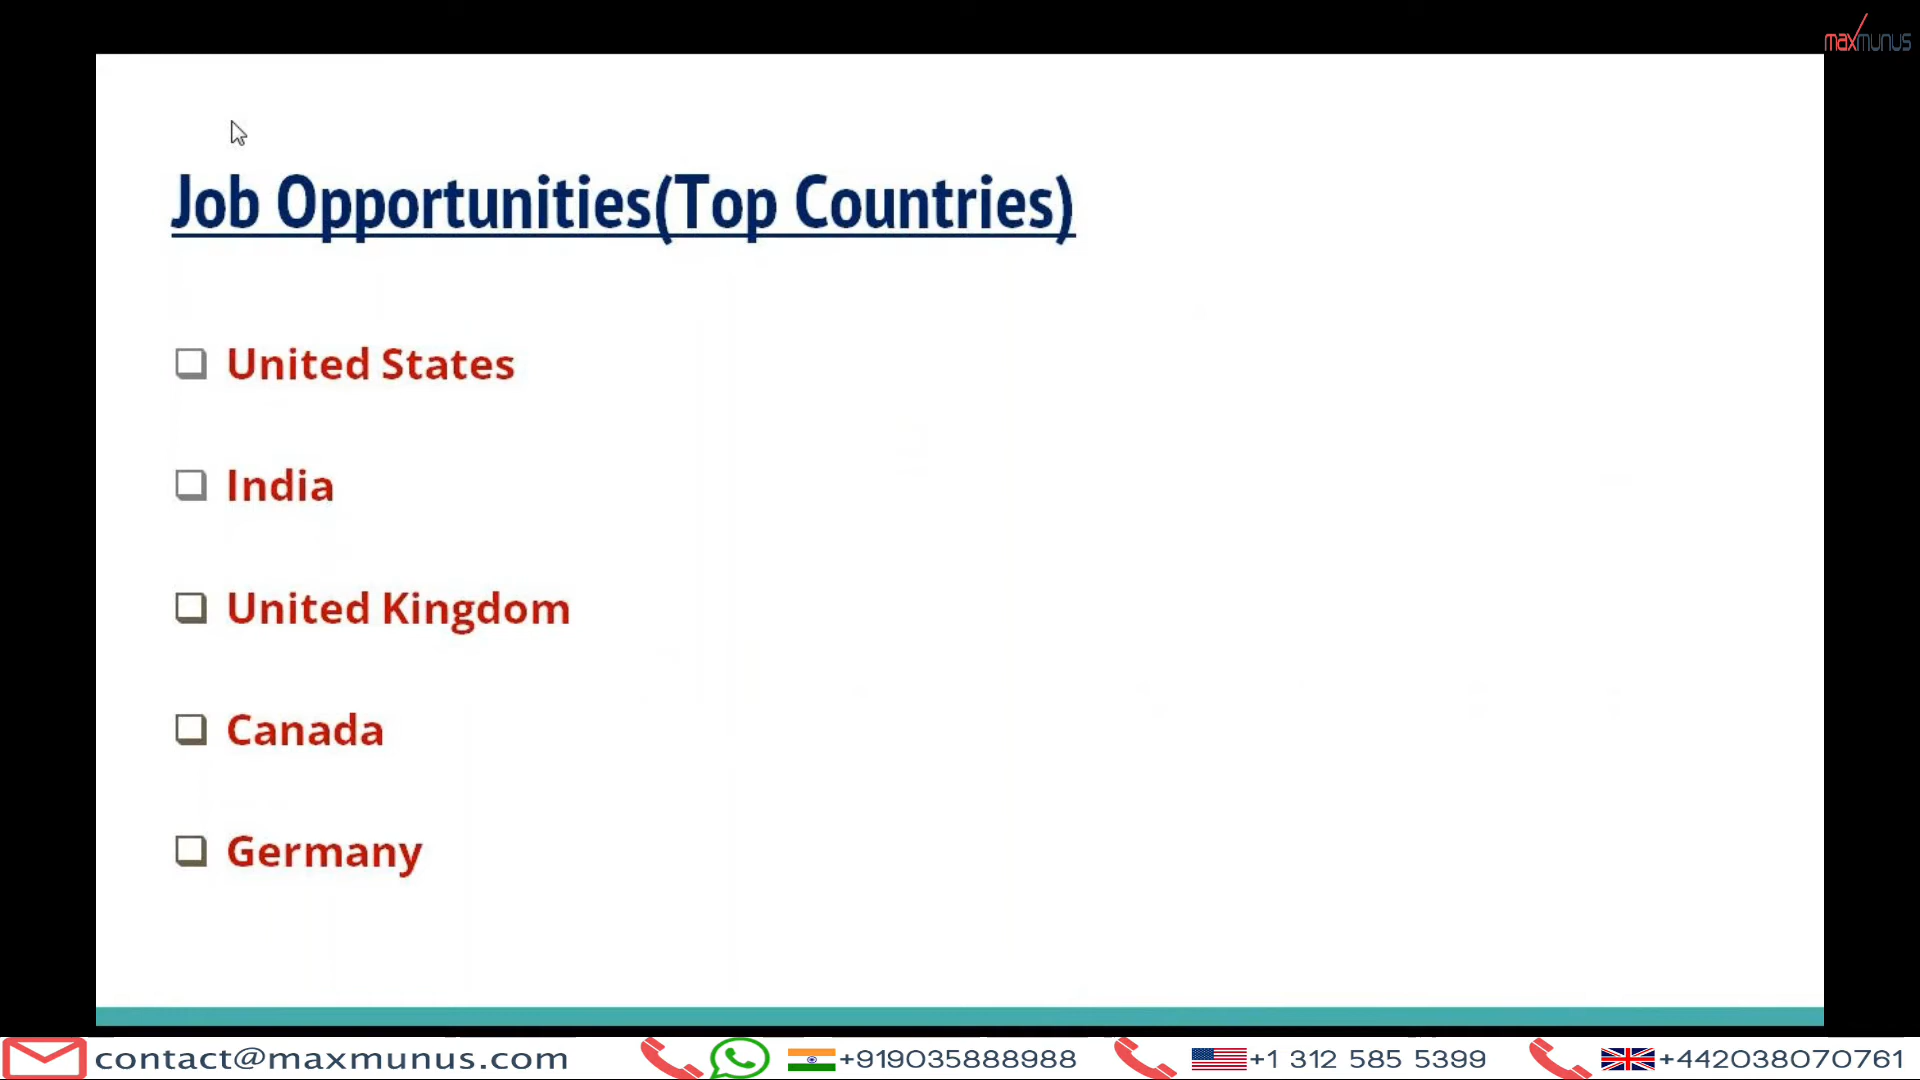 maxmunus
Job Opportunities(Top Countries)
United States
India
United Kingdom
Canada
Germany
contact@maxmunus.com +919035888988 +1 312 585 5399 +442038070761